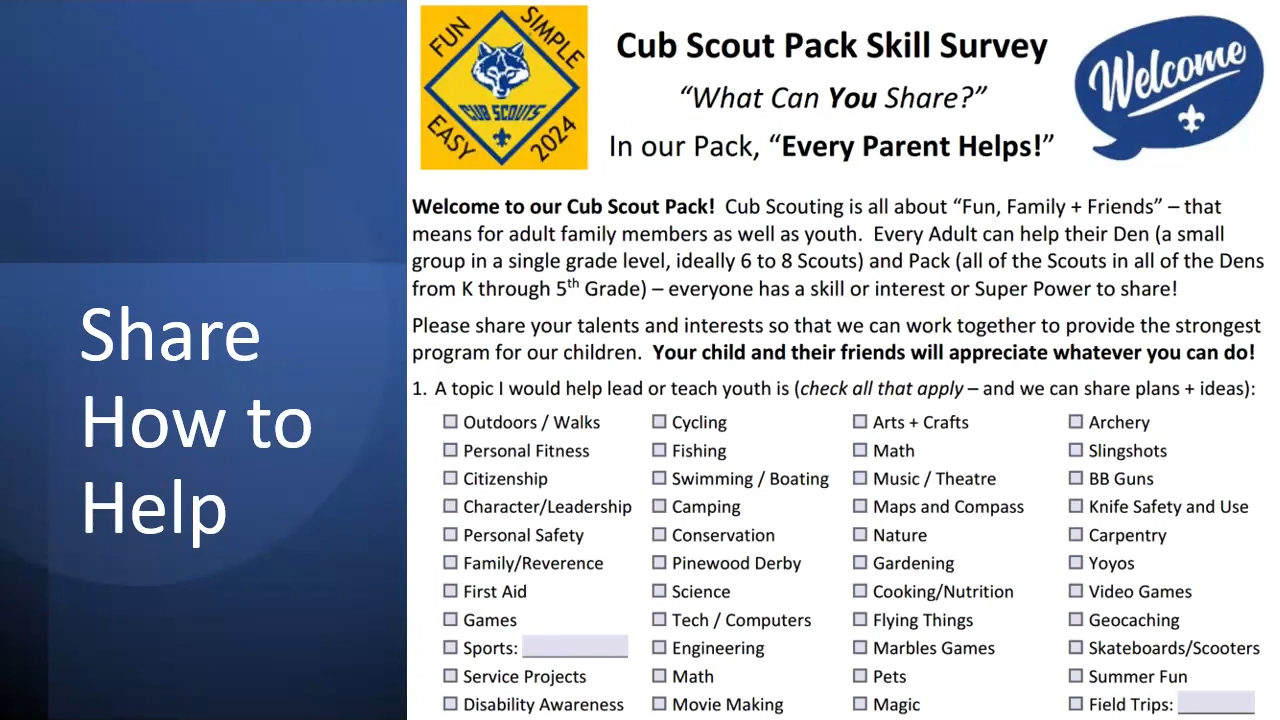 Share
How to
Help
FUN
SIMPLE
CUB SCOUTS
EASY
2024
Cub Scout Pack Skill Survey
“What Can You Share?”
In our Pack, “Every Parent Helps!”
Welcome
Welcome to our Cub Scout Pack! Cub Scouting is all about “Fun, Family + Friends” – that
means for adult family members as well as youth. Every Adult can help their Den (a small
group in a single grade level, ideally 6 to 8 Scouts) and Pack (all of the Scouts in all of the Dens
from K through 5th Grade) – everyone has a skill or interest or Super Power to share!
Please share your talents and interests so that we can work together to provide the strongest
program for our children. Your child and their friends will appreciate whatever you can do!
1. A topic I would help lead or teach youth is (check all that apply – and we can share plans + ideas):
Outdoors / Walks Cycling Arts + Crafts Archery
Personal Fitness Fishing Math Slingshots
Citizenship Swimming / Boating Music / Theatre BB Guns
Character/Leadership Camping Maps and Compass Knife Safety and Use
Personal Safety Conservation Nature Carpentry
Family/Reverence Pinewood Derby Gardening Yoyos
First Aid Science Cooking/Nutrition Video Games
Games Tech / Computers Flying Things Geocaching
Sports: Engineering Marbles Games Skateboards/Scooters
Service Projects Math Pets Summer Fun
Disability Awareness Movie Making Magic Field Trips: